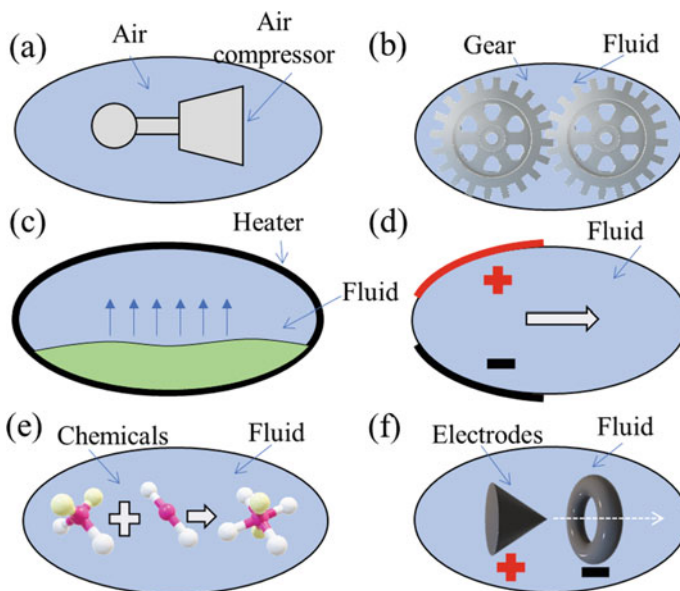 (a)
Air
Air
compressor
(b)
Gear
Fluid
(c)
Heater
Fluid
(d)
Fluid
+
−
(e)
Chemicals
Fluid
+
(f)
Electrodes
Fluid
+
−